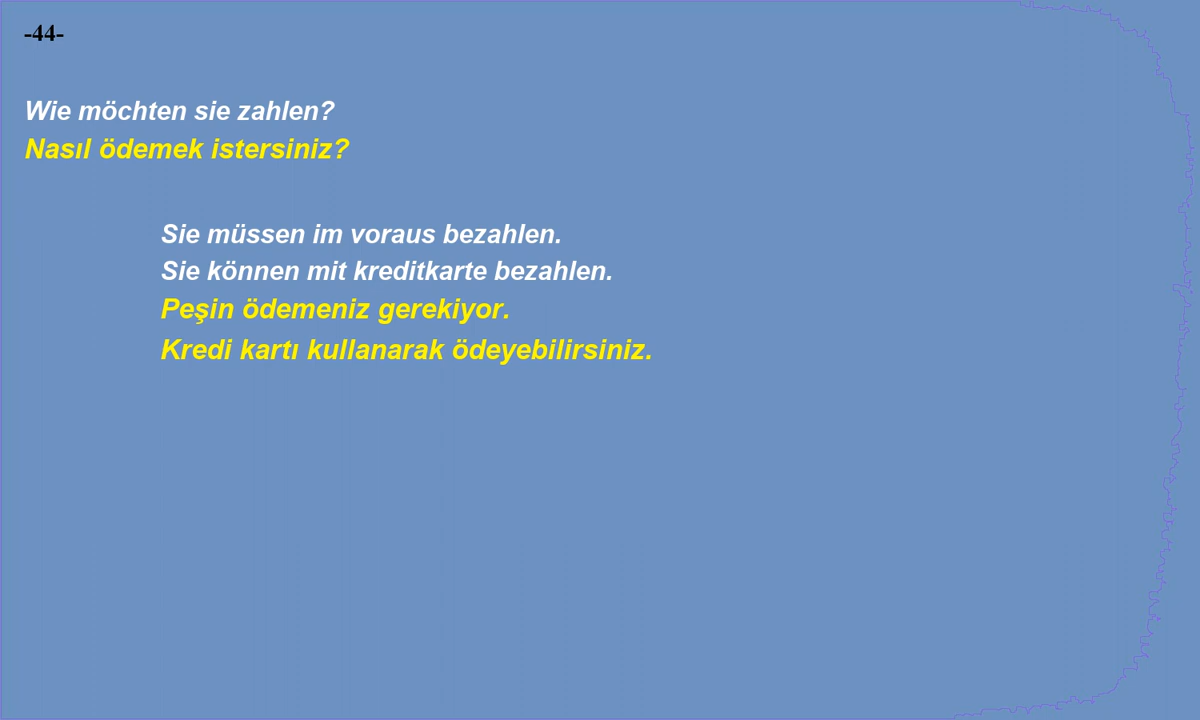 -44-
Wie möchten sie zahlen?
Nasıl ödemek istersiniz?
Sie müssen im voraus bezahlen.
Sie können mit kreditkarte bezahlen.
Peşin ödemeniz gerekiyor.
Kredi kartı kullanarak ödeyebilirsiniz.